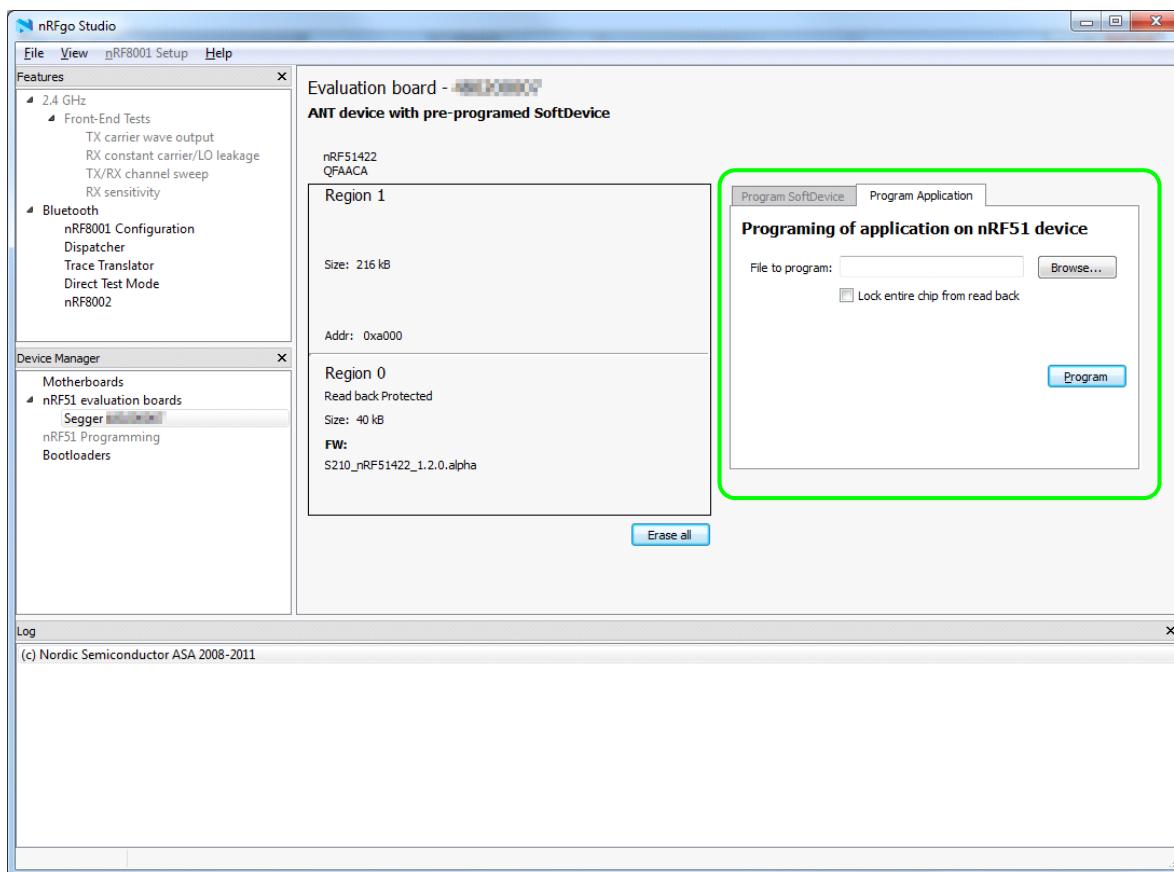 nRFgo Studio
File View nRF8001 Setup Help
Features
2.4 GHz
Front-End Tests
TX carrier wave output
RX constant carrier/LO leakage
TX/RX channel sweep
RX sensitivity
Bluetooth
nRF8001 Configuration
Dispatcher
Trace Translator
Direct Test Mode
nRF8002
Device Manager
Motherboards
nRF51 evaluation boards
Segger
nRF51 Programming
Bootloaders
Evaluation board -
ANT device with pre-programed SoftDevice
nRF51422
QFAACA
Region 1
Size: 216 kB
Addr: 0xa000
Region 0
Read back Protected
Size: 40 kB
FW:
S210_nRF51422_1.2.0.alpha
Erase all
Program SoftDevice Program Application
Programing of application on nRF51 device
File to program: Browse...
Lock entire chip from read back
Program
Log
(c) Nordic Semiconductor ASA 2008-2011